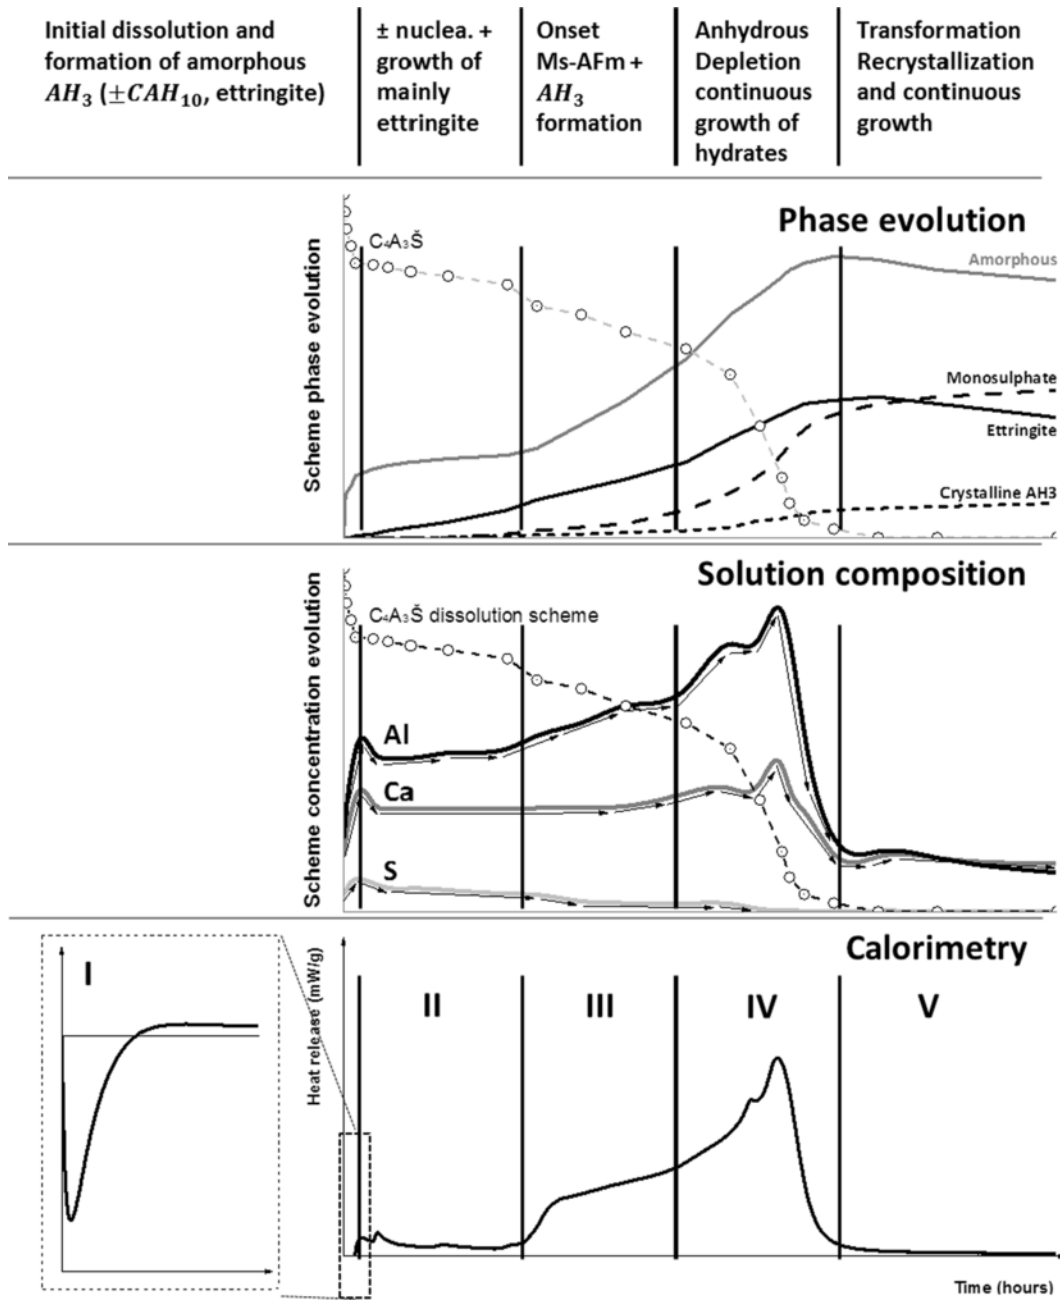 Initial dissolution and
formation of amorphous
AH₃ (±CAH₁₀, ettringite)
± nuclea. +
growth of
mainly
ettringite
Onset
Ms-AFm +
AH₃
formation
Anhydrous
Depletion
continuous
growth of
hydrates
Transformation
Recrystallization
and continuous
growth
Phase evolution
Scheme phase evolution
C₄A₃Š
Amorphous
Monosulphate
Ettringite
Crystalline AH3
Solution composition
Scheme concentration evolution
C₄A₃Š dissolution scheme
Al
Ca
S
Calorimetry
Heat release (mW/g)
I
II
III
IV
V
Time (hours)